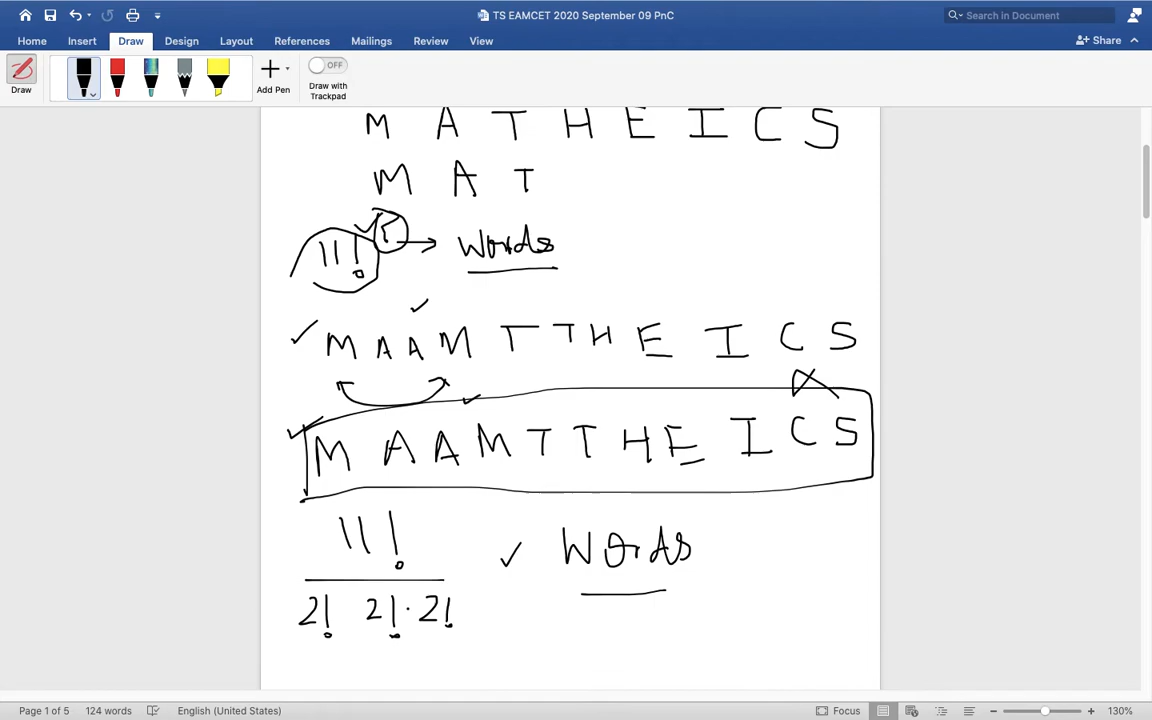 TS EAMCET 2020 September 09 PnC
Search in Document
Home Insert Draw Design Layout References Mailings Review View
Share
OFF
Draw
Add Pen
Draw with
Trackpad
M A T H E I C S
M A T
11! ? → Words
M A A M T T H E I C S
M A A M T T H E I C S
11!
2! 2!·2!
✓ Words
Page 1 of 5 124 words English (United States) Focus 130%